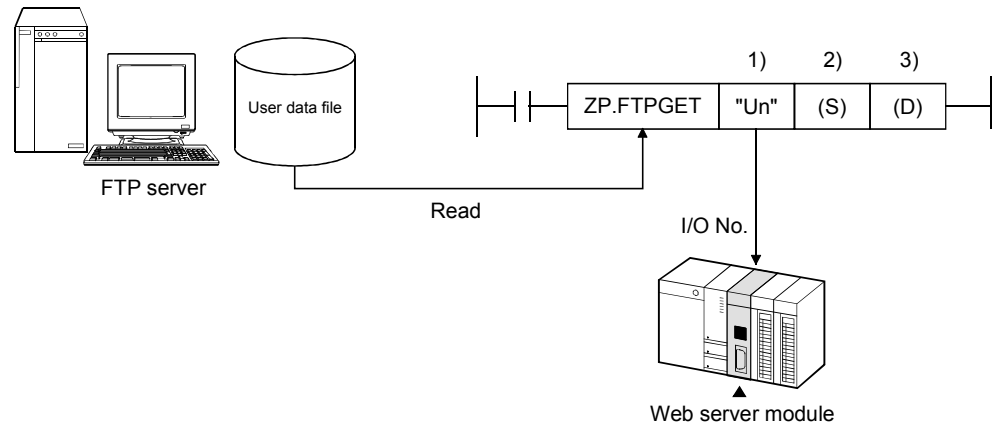 1) 2) 3)
ZP.FTPGET "Un" (S) (D)
User data file
FTP server
Read
I/O No.
Web server module